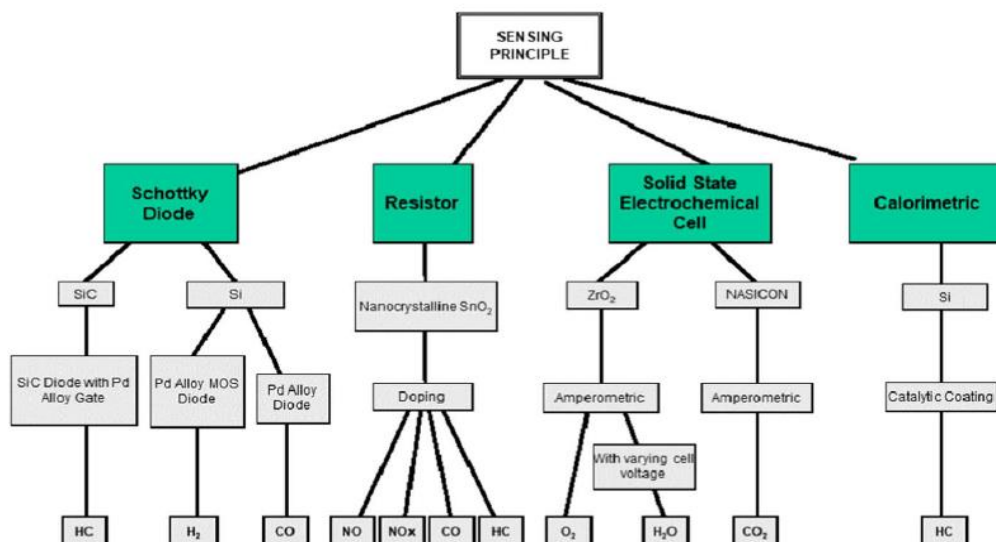 SENSING
PRINCIPLE
Schottky
Diode
Resistor
Solid State
Electrochemical
Cell
Calorimetric
SiC
Si
Nanocrystalline SnO₂
ZrO₂
NASICON
Si
SiC Diode with Pd
Alloy Gate
Pd Alloy MOS
Diode
Pd Alloy
Diode
Doping
Amperometric
Amperometric
Catalytic Coating
With varying cell
voltage
HC
H₂
CO
NO
NOx
CO
HC
O₂
H₂O
CO₂
HC